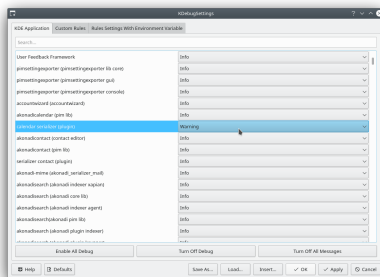 KDebugSettings
KDE Application Custom Rules Rules Settings With Environment Variable
Search...
User Feedback Framework Info
pimsettingexporter (pimsettingexporter lib core) Info
pimsettingexporter (pimsettingexporter gui) Info
pimsettingexporter (pimsettingexporter console) Info
accountwizard (accountwizard) Info
akonadicalendar (pim lib) Info
calendar serializer (plugin) Warning
akonadicontact (contact editor) Info
akonadicontact (pim lib) Info
serializer contact (plugin) Info
akonadi-mime (akonadi_serializer_mail) Info
akonadisearch (akonadi indexer xapian) Info
akonadisearch (akonadi core lib) Info
akonadisearch (akonadi indexer agent) Info
akonadisearch(akonadi pim lib) Info
akonadisearch (akonadi plugin indexer) Info
Enable All Debug Turn Off Debug Turn Off All Messages
Help Defaults Save As... Load... Insert... OK Apply Cancel